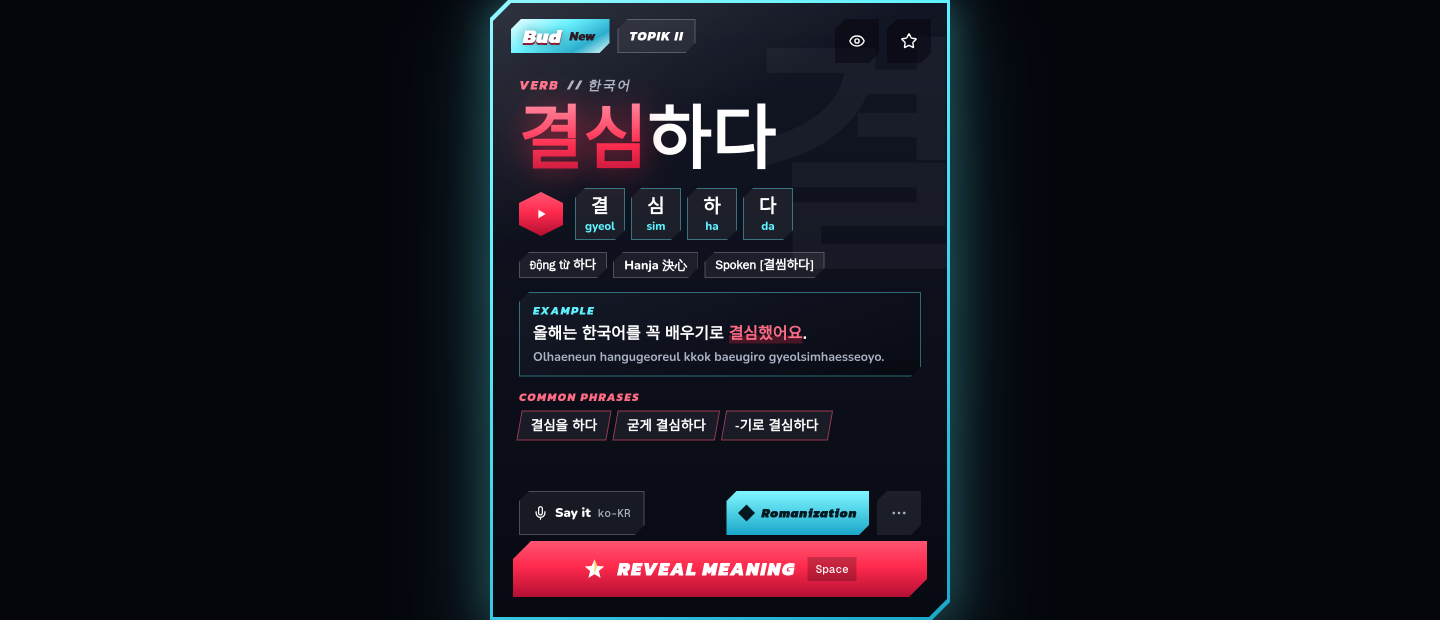 Bud New TOPIK II
VERB // 한국어
결심하다
결 심 하 다
gyeol sim ha da
Động từ 하다 Hanja 決心 Spoken [결씸하다]
EXAMPLE
올해는 한국어를 꼭 배우기로 결심했어요.
Olhaeneun hangugeoreul kkok baeugiro gyeolsimhaesseoyo.
COMMON PHRASES
결심을 하다 굳게 결심하다 -기로 결심하다
Say it ko-KR Romanization ...
REVEAL MEANING Space